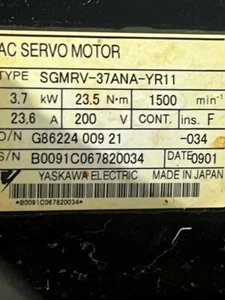 AC SERVO MOTOR
TYPE SGMRV-37ANA-YR11
3.7 kW 23.5 N·m 1500 min⁻¹
23.6 A 200 V CONT. ins. F
O/N G86224 009 21 -034
S/N B0091C067820034 DATE 0901
YASKAWA ELECTRIC MADE IN JAPAN
*B0091C067820034*